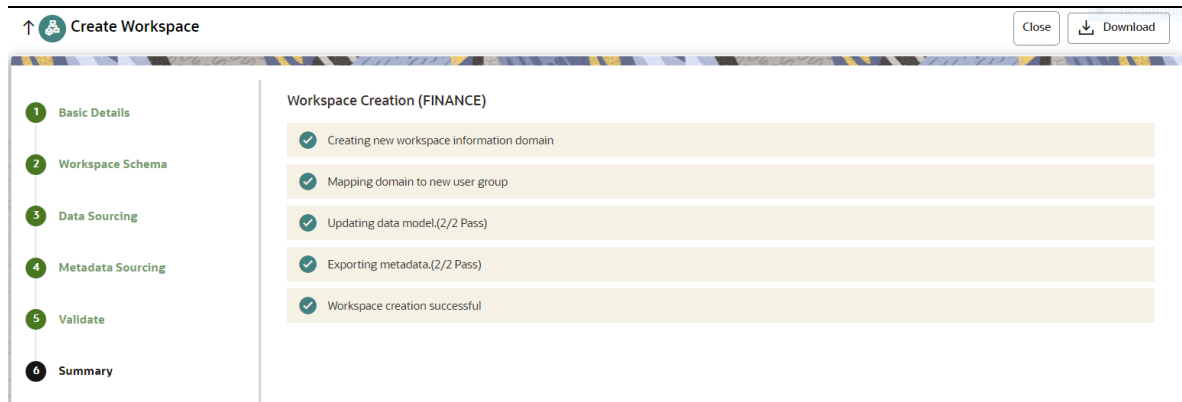 Create Workspace
Close
Download
1 Basic Details
2 Workspace Schema
3 Data Sourcing
4 Metadata Sourcing
5 Validate
6 Summary
Workspace Creation (FINANCE)
Creating new workspace information domain
Mapping domain to new user group
Updating data model.(2/2 Pass)
Exporting metadata.(2/2 Pass)
Workspace creation successful